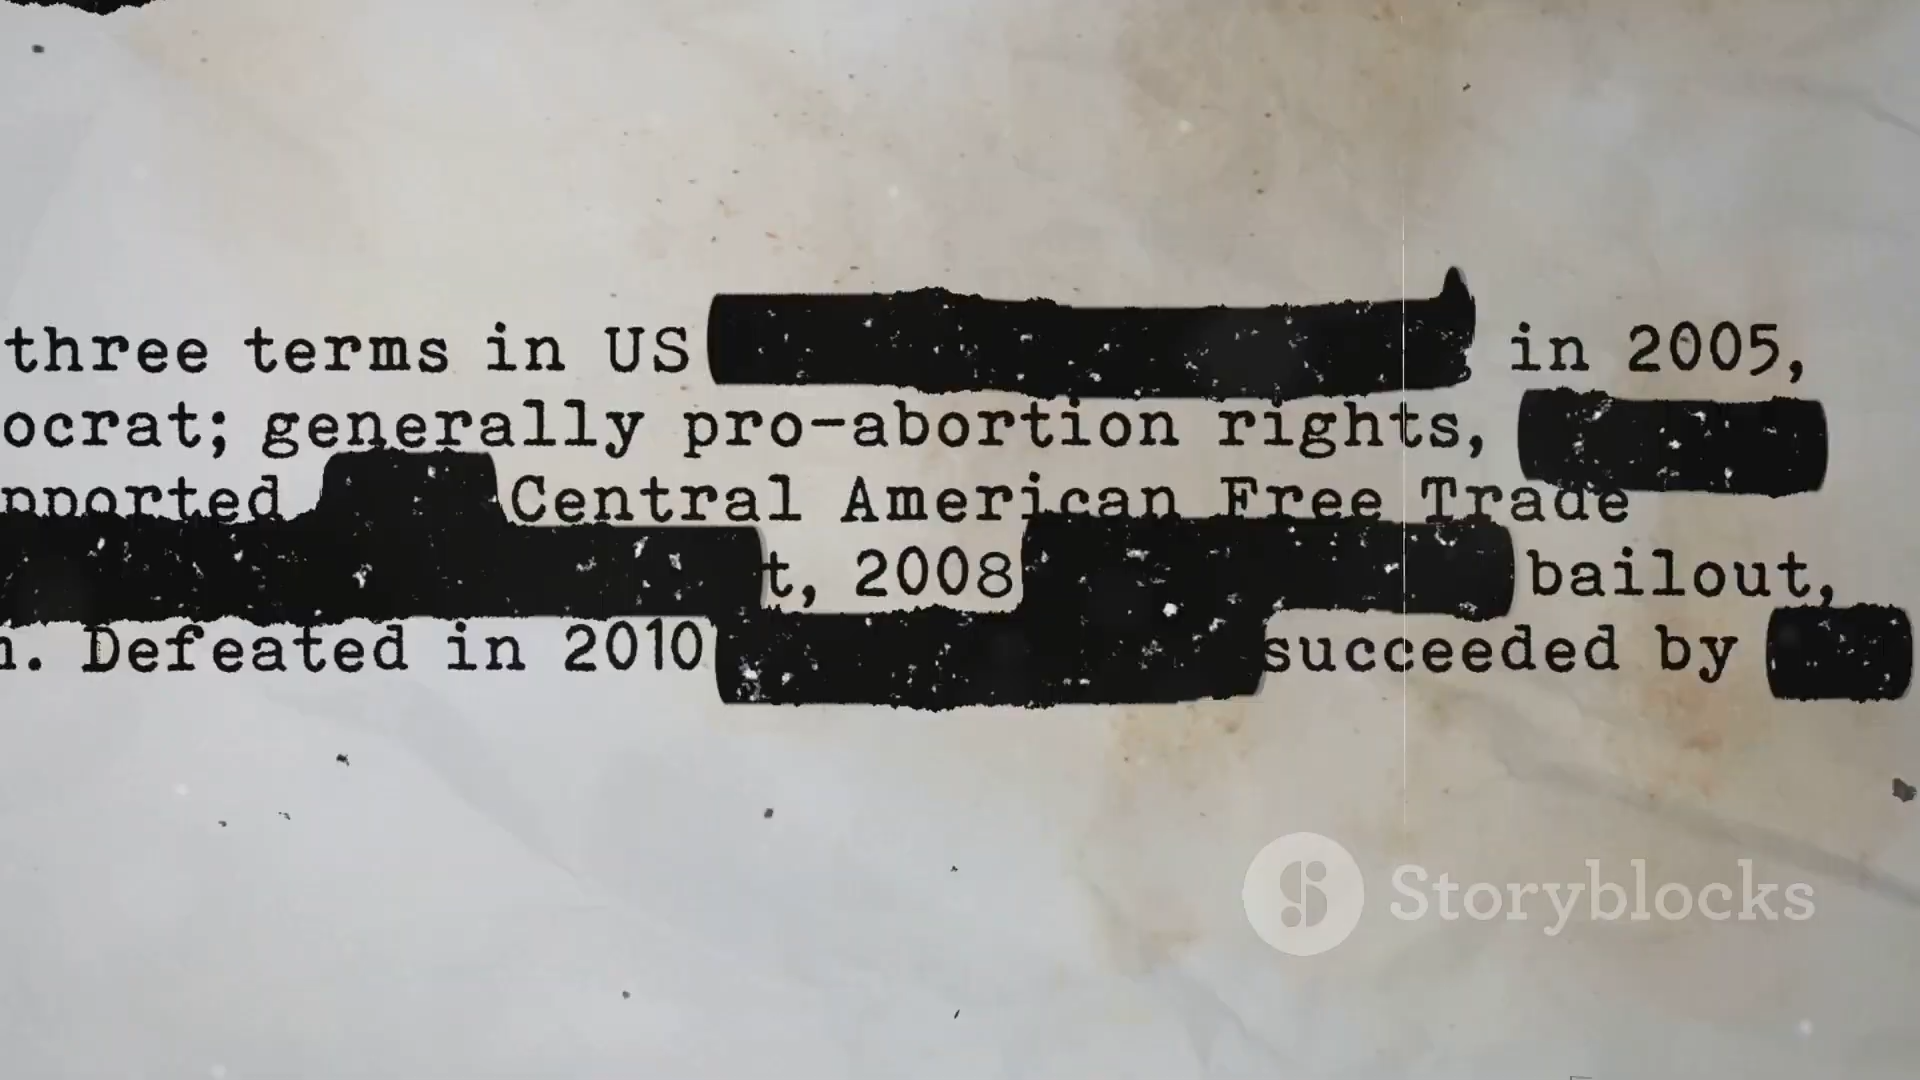 three terms in US in 2005,
ocrat; generally pro-abortion rights,
pported Central American Free Trade
t, 2008 bailout,
. Defeated in 2010 succeeded by
Storyblocks